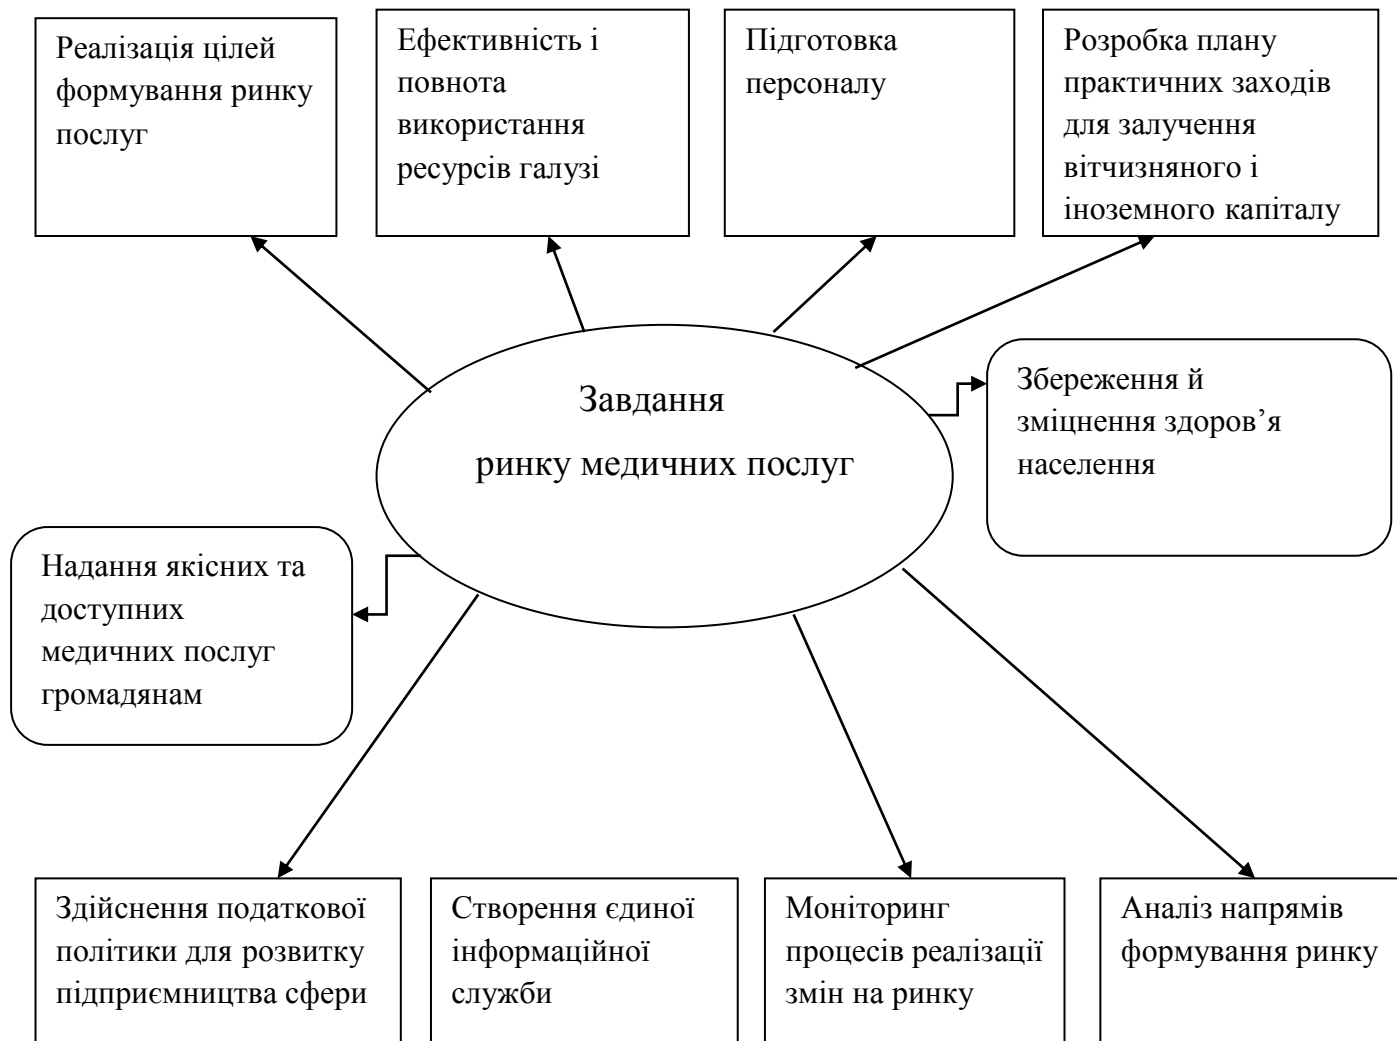 Реалізація цілей
формування ринку
послуг
Ефективність і
повнота
використання
ресурсів галузі
Підготовка
персоналу
Розробка плану
практичних заходів
для залучення
вітчизняного і
іноземного капіталу
Завдання
ринку медичних послуг
Збереження й
зміцнення здоров’я
населення
Надання якісних та
доступних
медичних послуг
громадянам
Здійснення податкової
політики для розвитку
підприємництва сфери
Створення єдиної
інформаційної
служби
Моніторинг
процесів реалізації
змін на ринку
Аналіз напрямів
формування ринку